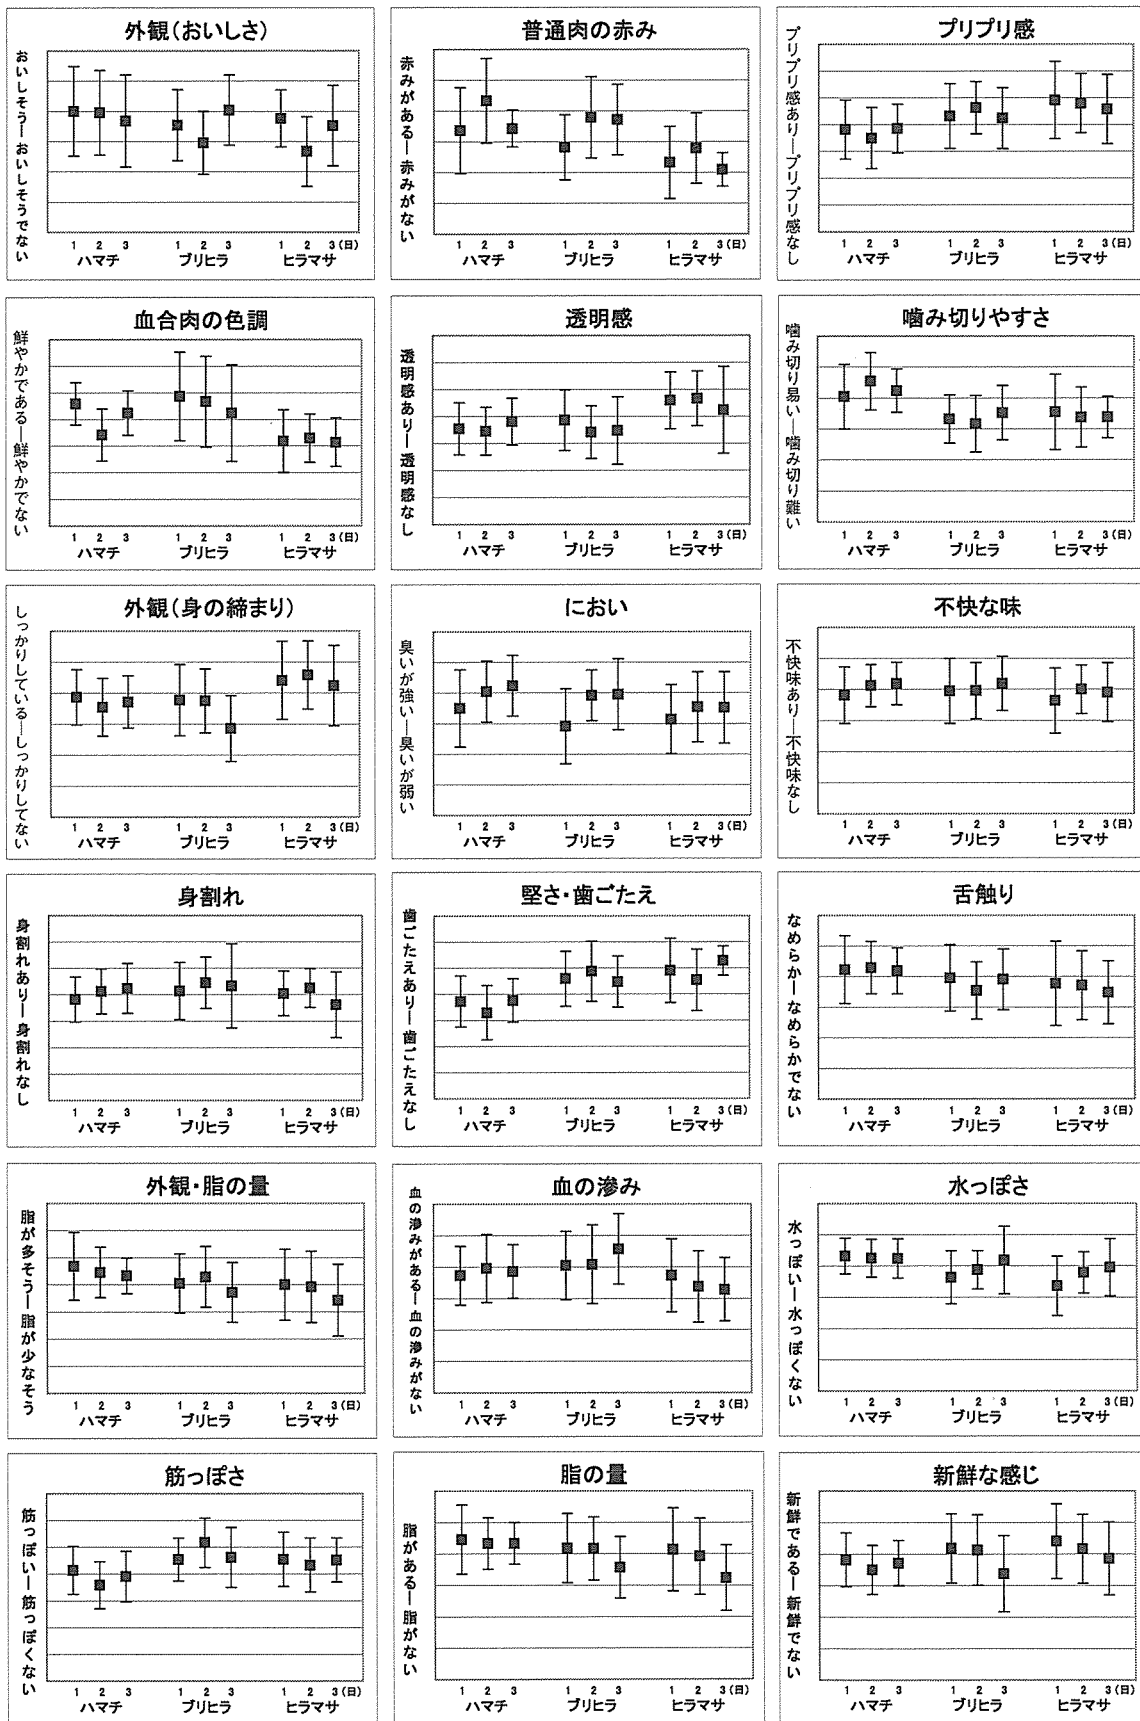 外観(おいしさ)
おいしそう―おいしそうでない
1 2 3 1 2 3 1 2 3(日)
ハマチ ブリヒラ ヒラマサ
普通肉の赤み
赤みがある―赤みがない
1 2 3 1 2 3 1 2 3(日)
ハマチ ブリヒラ ヒラマサ
プリプリ感
プリプリ感あり―プリプリ感なし
1 2 3 1 2 3 1 2 3(日)
ハマチ ブリヒラ ヒラマサ
血合肉の色調
鮮やかである―鮮やかでない
1 2 3 1 2 3 1 2 3(日)
ハマチ ブリヒラ ヒラマサ
透明感
透明感あり―透明感なし
1 2 3 1 2 3 1 2 3(日)
ハマチ ブリヒラ ヒラマサ
噛み切りやすさ
噛み切り易い―噛み切り難い
1 2 3 1 2 3 1 2 3(日)
ハマチ ブリヒラ ヒラマサ
外観(身の締まり)
しっかりしている―しっかりしてない
1 2 3 1 2 3 1 2 3(日)
ハマチ ブリヒラ ヒラマサ
におい
臭いが強い―臭いが弱い
1 2 3 1 2 3 1 2 3(日)
ハマチ ブリヒラ ヒラマサ
不快な味
不快味あり―不快味なし
1 2 3 1 2 3 1 2 3(日)
ハマチ ブリヒラ ヒラマサ
身割れ
身割れあり―身割れなし
1 2 3 1 2 3 1 2 3(日)
ハマチ ブリヒラ ヒラマサ
堅さ・歯ごたえ
歯ごたえあり―歯ごたえなし
1 2 3 1 2 3 1 2 3(日)
ハマチ ブリヒラ ヒラマサ
舌触り
なめらか―なめらかでない
1 2 3 1 2 3 1 2 3(日)
ハマチ ブリヒラ ヒラマサ
外観・脂の量
脂が多そう―脂が少なそう
1 2 3 1 2 3 1 2 3(日)
ハマチ ブリヒラ ヒラマサ
血の滲み
血の滲みがある―血の滲みがない
1 2 3 1 2 3 1 2 3(日)
ハマチ ブリヒラ ヒラマサ
水っぽさ
水っぽい―水っぽくない
1 2 3 1 2 3 1 2 3(日)
ハマチ ブリヒラ ヒラマサ
筋っぽさ
筋っぽい―筋っぽくない
1 2 3 1 2 3 1 2 3(日)
ハマチ ブリヒラ ヒラマサ
脂の量
脂がある―脂がない
1 2 3 1 2 3 1 2 3(日)
ハマチ ブリヒラ ヒラマサ
新鮮な感じ
新鮮である―新鮮でない
1 2 3 1 2 3 1 2 3(日)
ハマチ ブリヒラ ヒラマサ